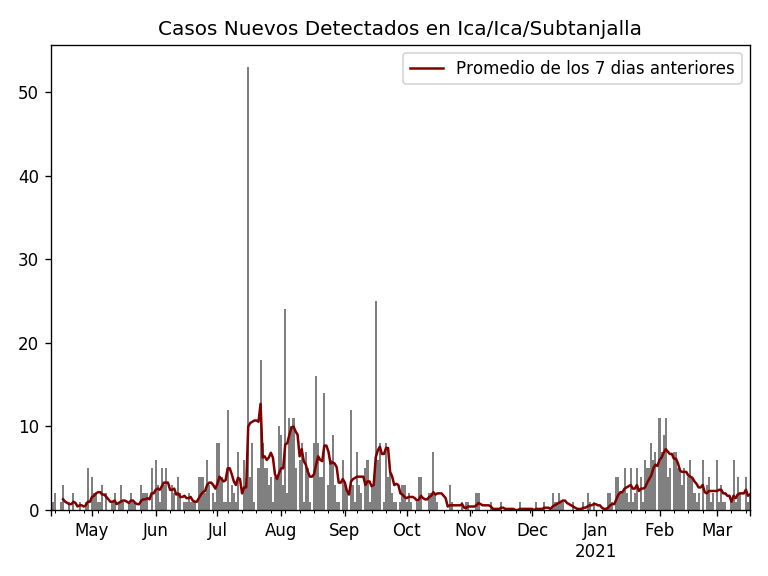 Casos Nuevos Detectados en Ica/Ica/Subtanjalla
Promedio de los 7 dias anteriores
50
40
30
20
10
0
May Jun Jul Aug Sep Oct Nov Dec Jan Feb Mar
2021